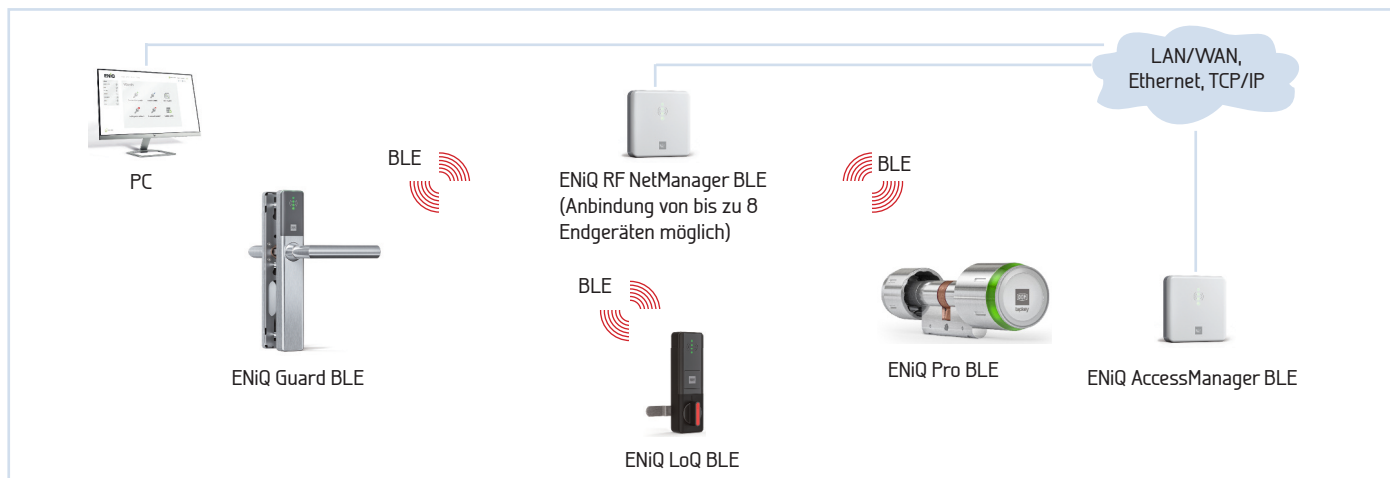 LAN/WAN,
Ethernet, TCP/IP
PC
BLE
ENiQ RF NetManager BLE
(Anbindung von bis zu 8
Endgeräten möglich)
BLE
BLE
ENiQ Guard BLE
ENiQ Pro BLE
ENiQ AccessManager BLE
ENiQ LoQ BLE